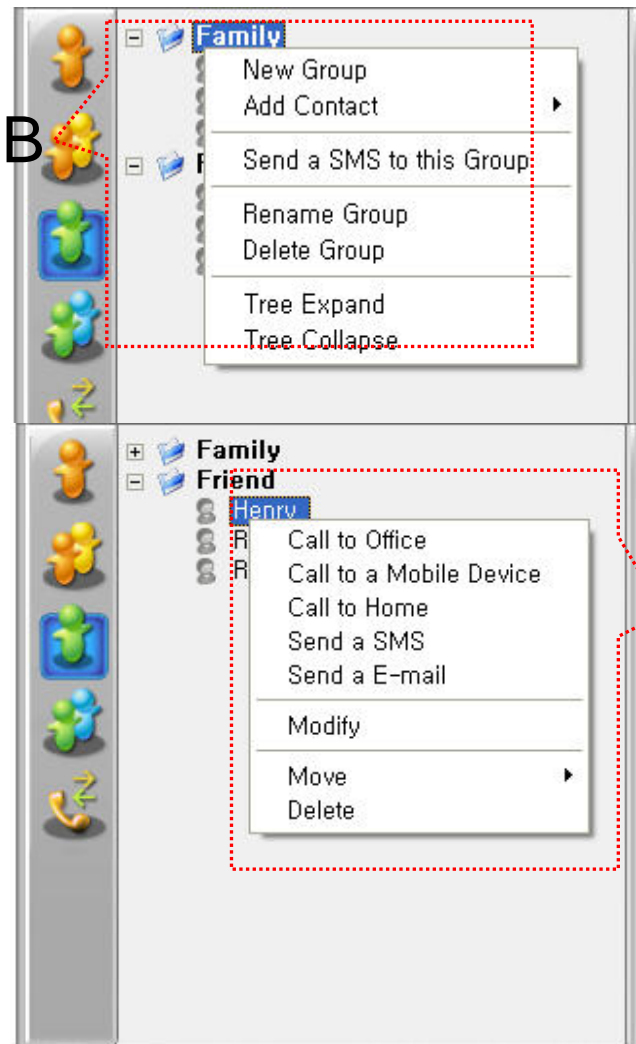 Family
New Group
Add Contact
B
F Send a SMS to this Group
Rename Group
Delete Group
Tree Expand
Tree Collapse
Family
Friend
Henry
R Call to Office
R Call to a Mobile Device
Call to Home
Send a SMS
Send a E-mail
Modify
Move
Delete